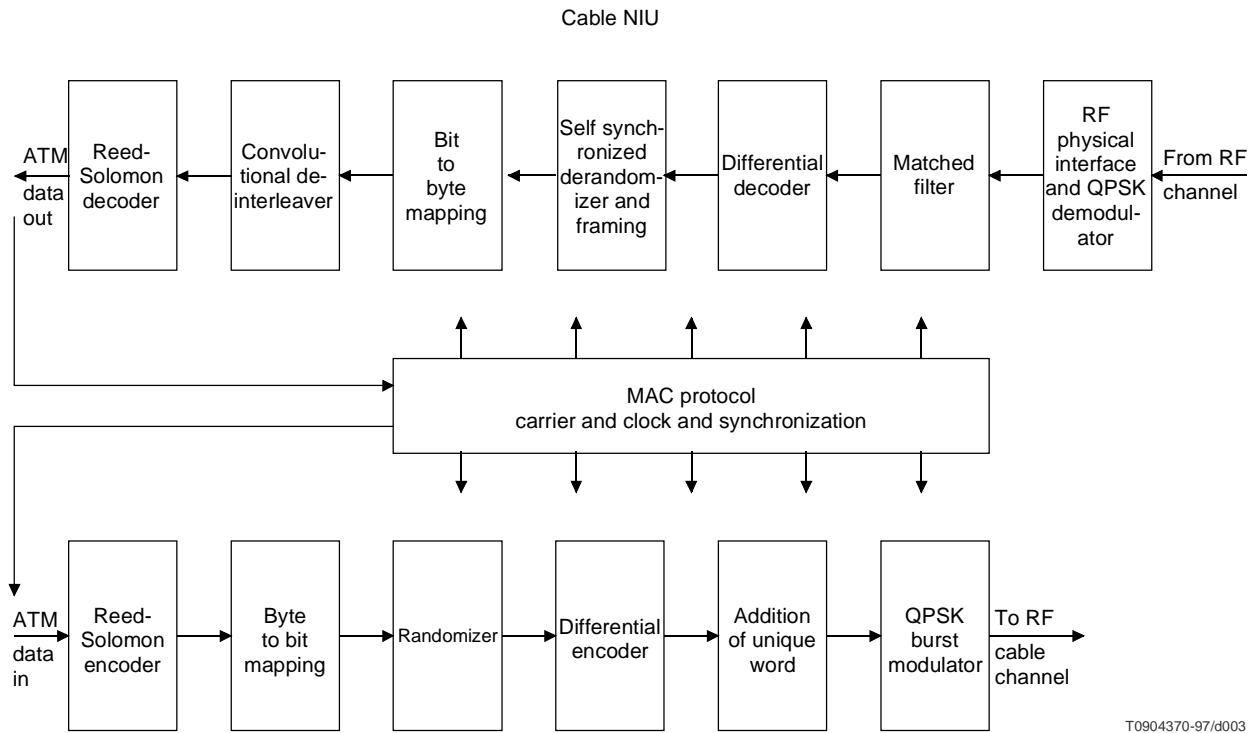 Cable NIU
ATM
data
out
Reed-
Solomon
decoder
Convolu-
tional de-
interleaver
Bit
to
byte
mapping
Self synch-
ronized
derandom-
izer and
framing
Differential
decoder
Matched
filter
RF
physical
interface
and QPSK
demodul-
ator
From RF
channel
MAC protocol
carrier and clock and synchronization
ATM
data
in
Reed-
Solomon
encoder
Byte
to bit
mapping
Randomizer
Differential
encoder
Addition
of unique
word
QPSK
burst
modulator
To RF
cable
channel
T0904370-97/d003